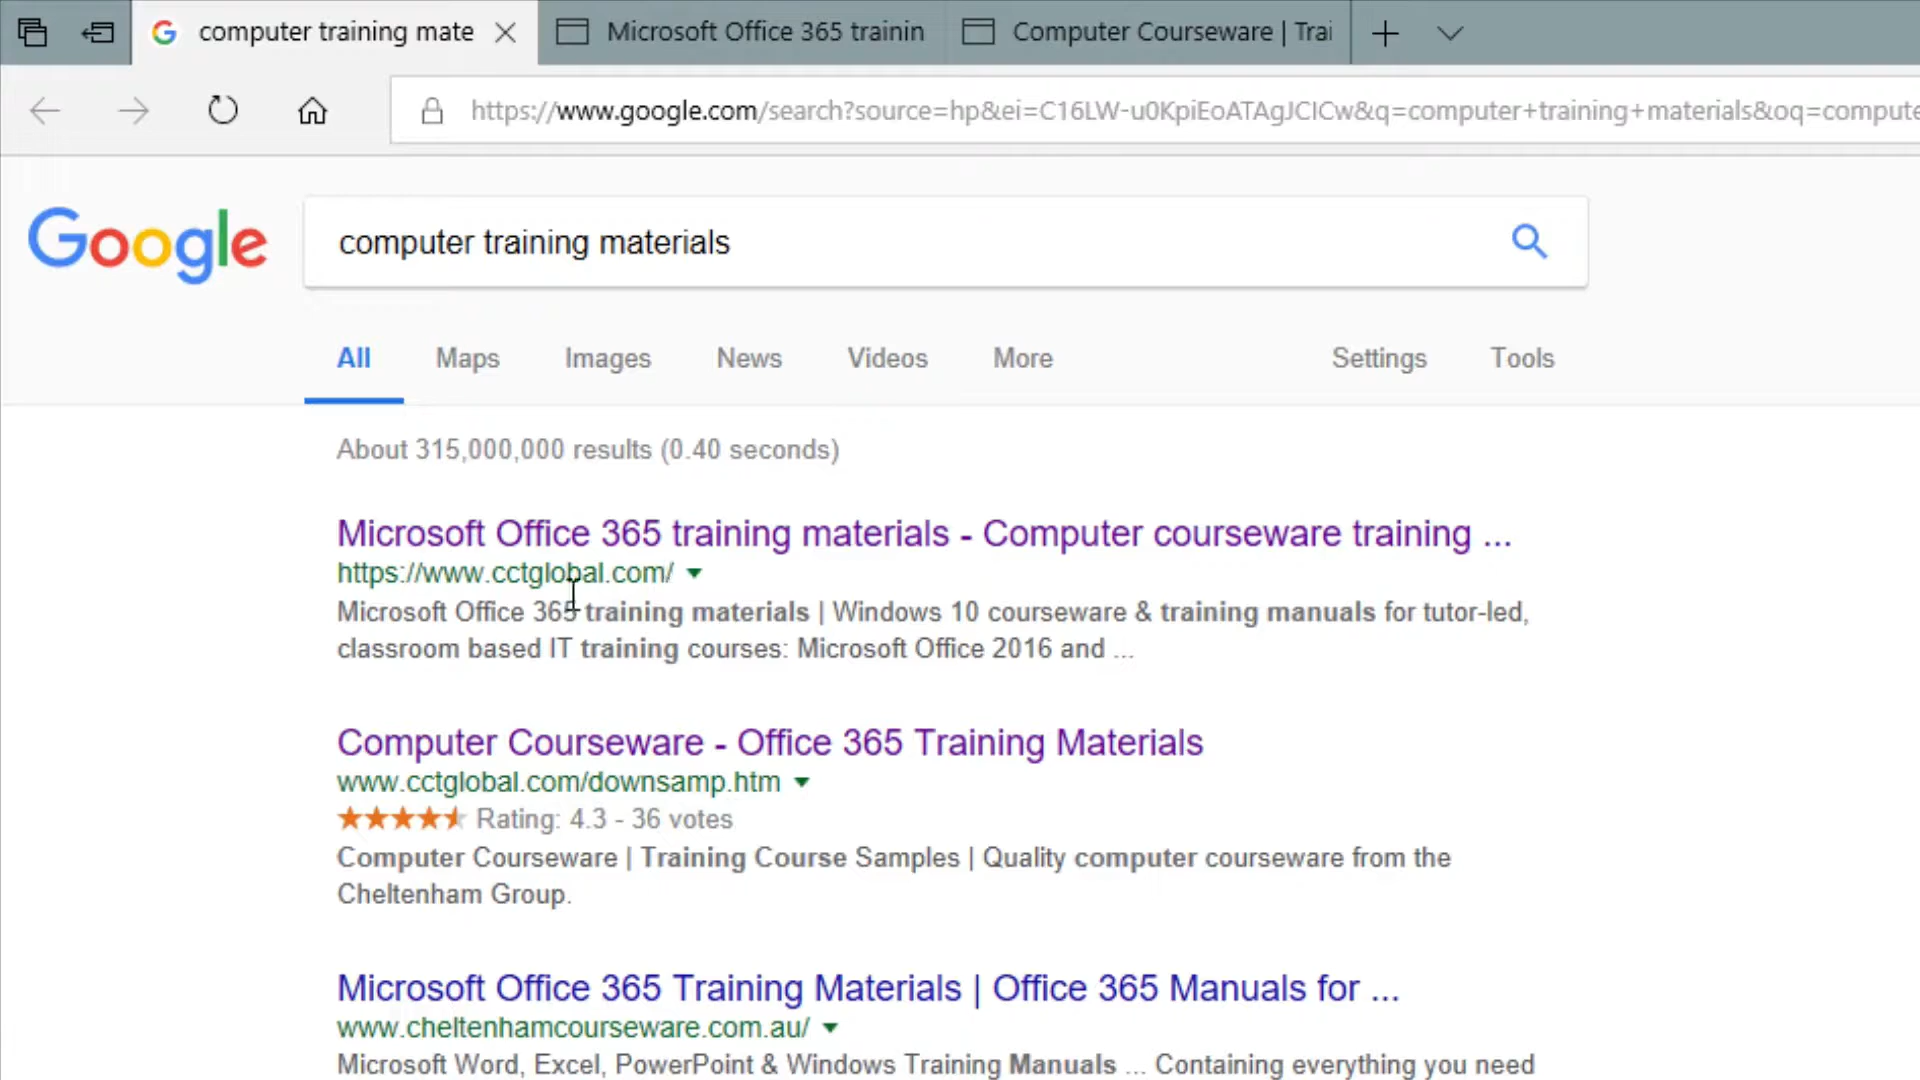 computer training mate
Microsoft Office 365 trainin
Computer Courseware | Trai
https://www.google.com/search?source=hp&ei=C16LW-u0KpiEoATAgJCICw&q=computer+training+materials&oq=compute
Google
computer training materials
All Maps Images News Videos More Settings Tools
About 315,000,000 results (0.40 seconds)
Microsoft Office 365 training materials - Computer courseware training ...
https://www.cctglobal.com/
Microsoft Office 365 training materials | Windows 10 courseware & training manuals for tutor-led,
classroom based IT training courses: Microsoft Office 2016 and ...
Computer Courseware - Office 365 Training Materials
www.cctglobal.com/downsamp.htm
Rating: 4.3 - 36 votes
Computer Courseware | Training Course Samples | Quality computer courseware from the
Cheltenham Group.
Microsoft Office 365 Training Materials | Office 365 Manuals for ...
www.cheltenhamcourseware.com.au/
Microsoft Word, Excel, PowerPoint & Windows Training Manuals ... Containing everything you need